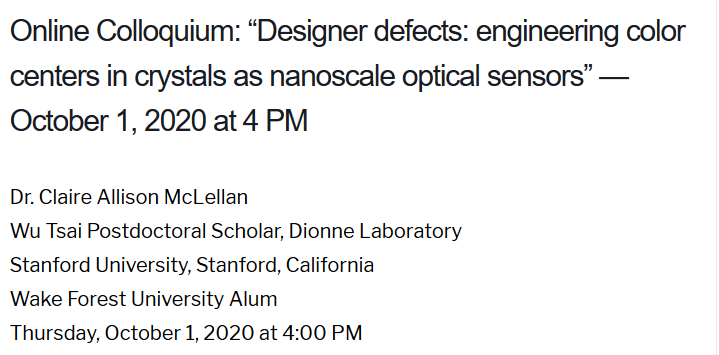 Online Colloquium: “Designer defects: engineering color
centers in crystals as nanoscale optical sensors” —
October 1, 2020 at 4 PM
Dr. Claire Allison McLellan
Wu Tsai Postdoctoral Scholar, Dionne Laboratory
Stanford University, Stanford, California
Wake Forest University Alum
Thursday, October 1, 2020 at 4:00 PM